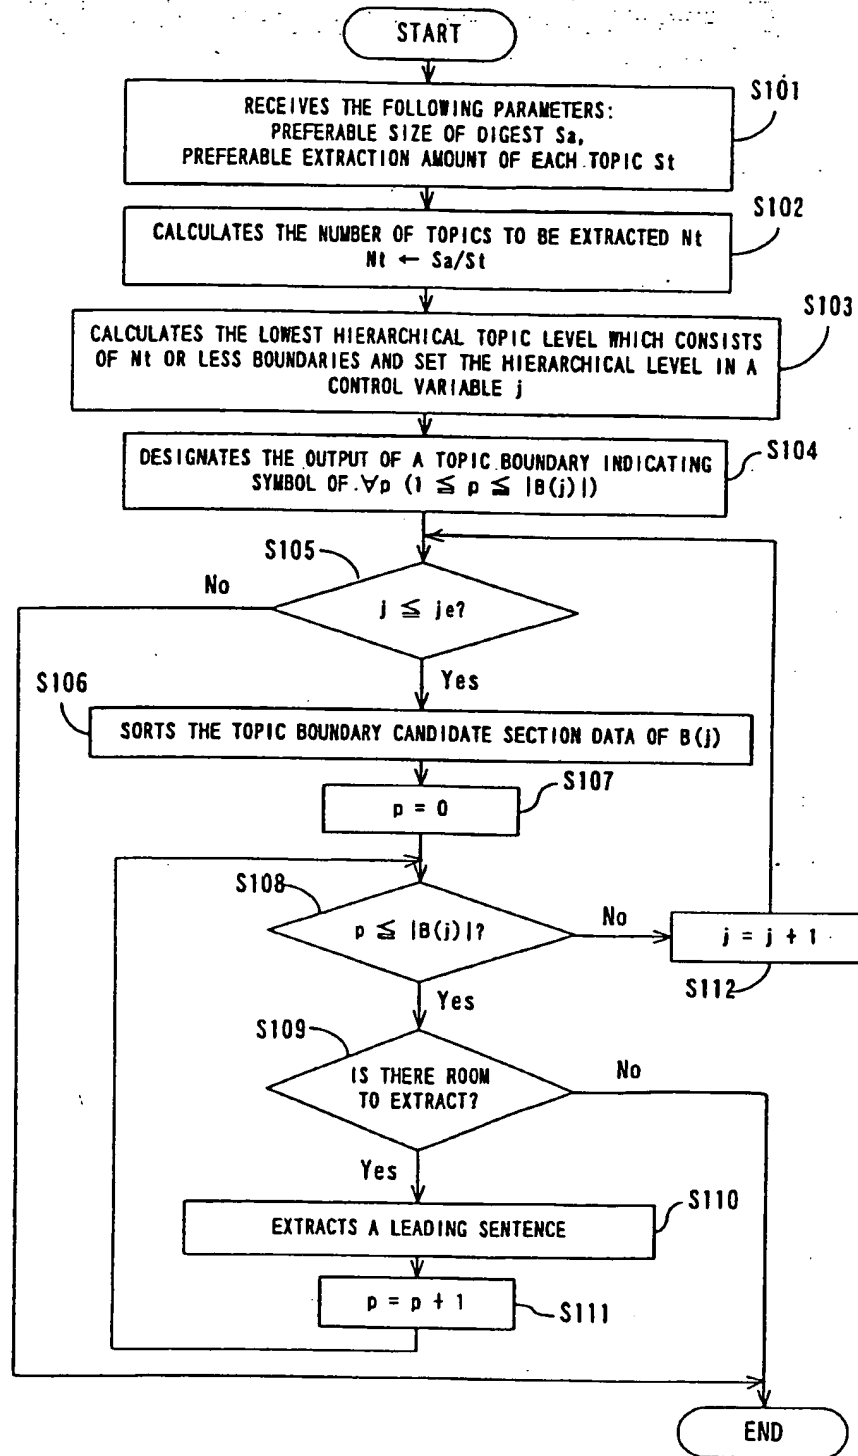 START
S101
RECEIVES THE FOLLOWING PARAMETERS:
PREFERABLE SIZE OF DIGEST Sa,
PREFERABLE EXTRACTION AMOUNT OF EACH TOPIC St
S102
CALCULATES THE NUMBER OF TOPICS TO BE EXTRACTED Nt
Nt ← Sa/St
S103
CALCULATES THE LOWEST HIERARCHICAL TOPIC LEVEL WHICH CONSISTS
OF Nt OR LESS BOUNDARIES AND SET THE HIERARCHICAL LEVEL IN A
CONTROL VARIABLE j
S104
DESIGNATES THE OUTPUT OF A TOPIC BOUNDARY INDICATING
SYMBOL OF ∀p (1 ≦ p ≦ |B(j)|)
S105
No
j ≦ je?
Yes
S106
SORTS THE TOPIC BOUNDARY CANDIDATE SECTION DATA OF B(j)
S107
p = 0
S108
p ≦ |B(j)|?
No
j = j + 1
S112
Yes
S109
IS THERE ROOM
TO EXTRACT?
No
Yes
S110
EXTRACTS A LEADING SENTENCE
p = p + 1
S111
END